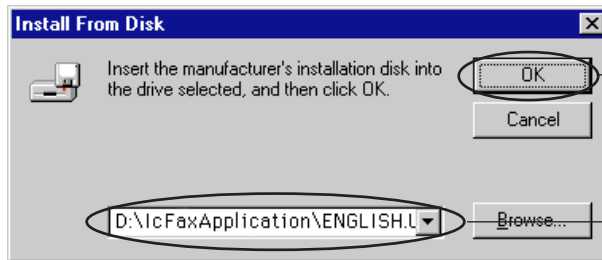 Install From Disk
Insert the manufacturer's installation disk into
the drive selected, and then click OK.
OK
Cancel
D:\IcFaxApplication\ENGLISH.U
Browse...